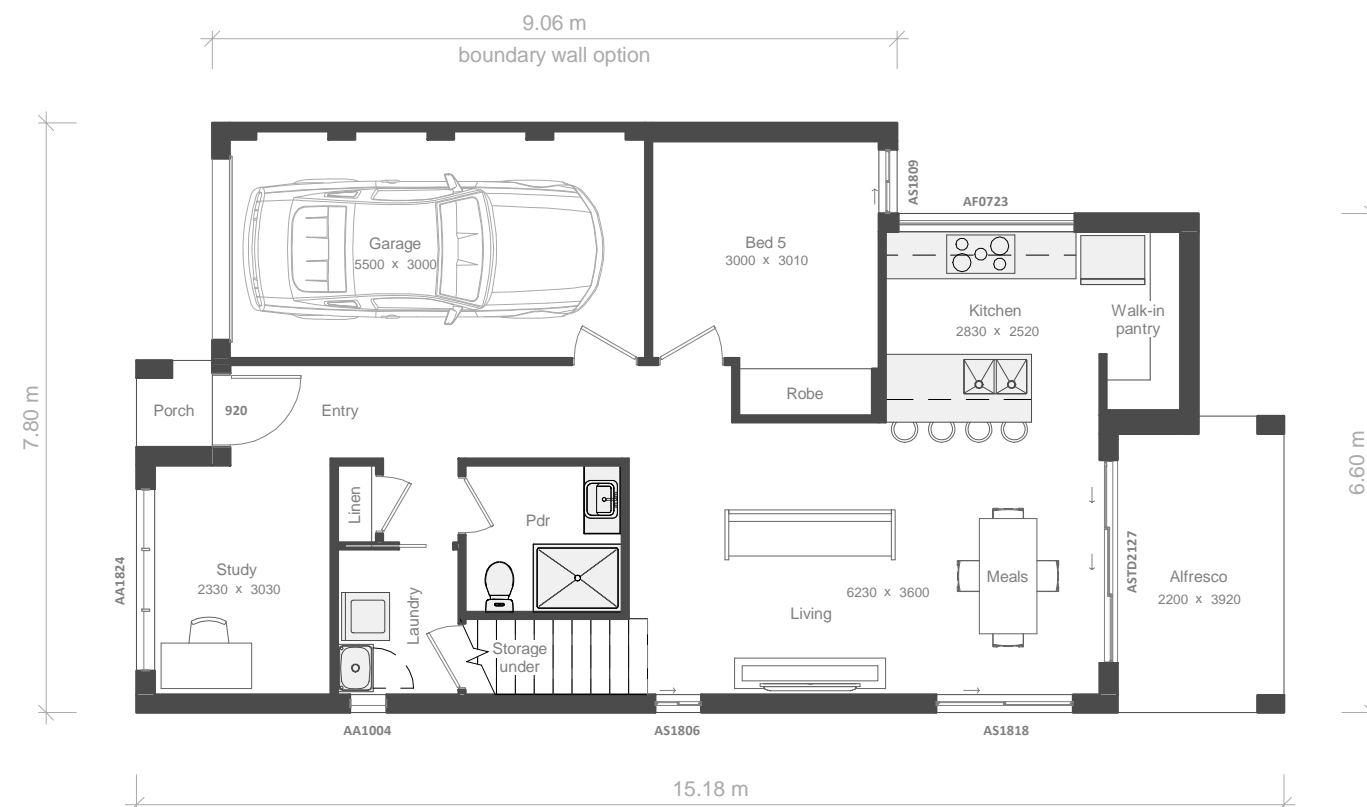 9.06 m
boundary wall option
AS1809
AF0723
Garage
5500 x 3000
Bed 5
3000 x 3010
Kitchen
2830 x 2520
Walk-in
pantry
7.80 m
Porch
920
Entry
Robe
6.60 m
Linen
Pdr
AA1824
Study
2330 x 3030
Laundry
Storage
under
6230 x 3600
Living
Meals
ASTD2127
Alfresco
2200 x 3920
AA1004
AS1806
AS1818
15.18 m